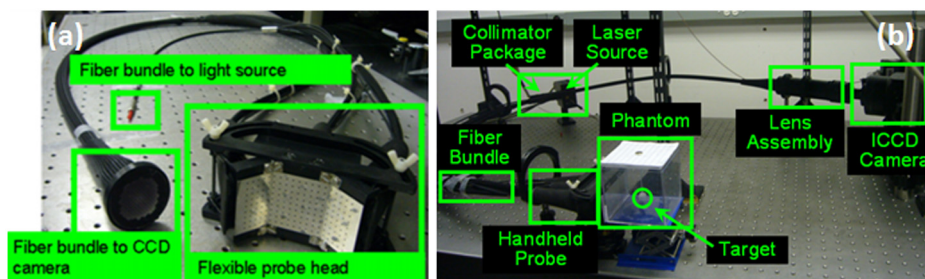 (a)
Fiber bundle to light source
Fiber bundle to CCD
camera
Flexible probe head
(b)
Collimator
Package
Laser
Source
Fiber
Bundle
Phantom
Lens
Assembly
ICCD
Camera
Handheld
Probe
Target